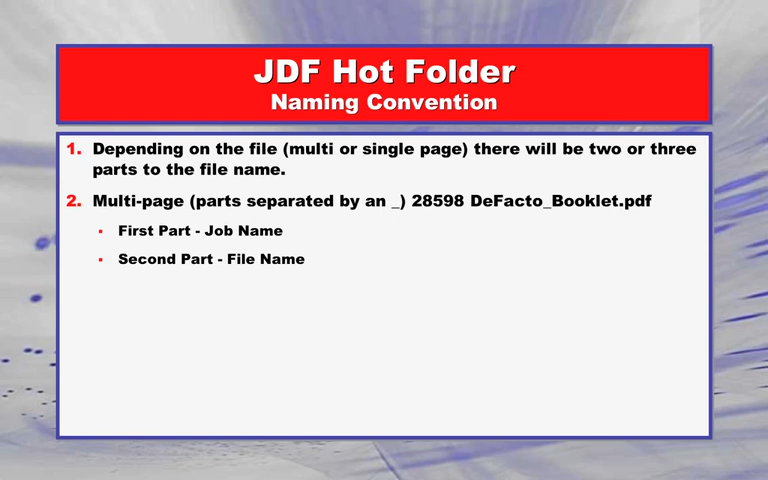 JDF Hot Folder
Naming Convention
1. Depending on the file (multi or single page) there will be two or three
parts to the file name.
2. Multi-page (parts separated by an _) 28598 DeFacto_Booklet.pdf
▪ First Part - Job Name
▪ Second Part - File Name